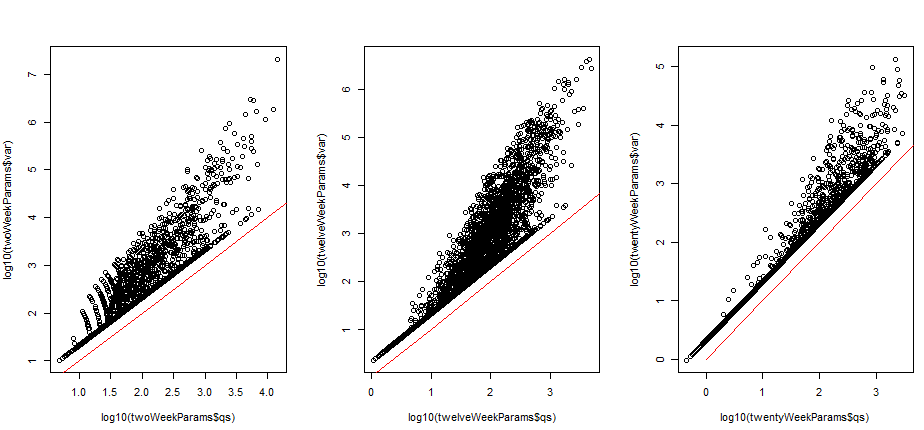 log10(twoWeekParams$var)
7
6
5
4
3
2
1
1.0 1.5 2.0 2.5 3.0 3.5 4.0
log10(twoWeekParams$qs)
log10(twelveWeekParams$var)
6
5
4
3
2
1
0 1 2 3
log10(twelveWeekParams$qs)
log10(twentyWeekParams$var)
5
4
3
2
1
0
0 1 2 3
log10(twentyWeekParams$qs)